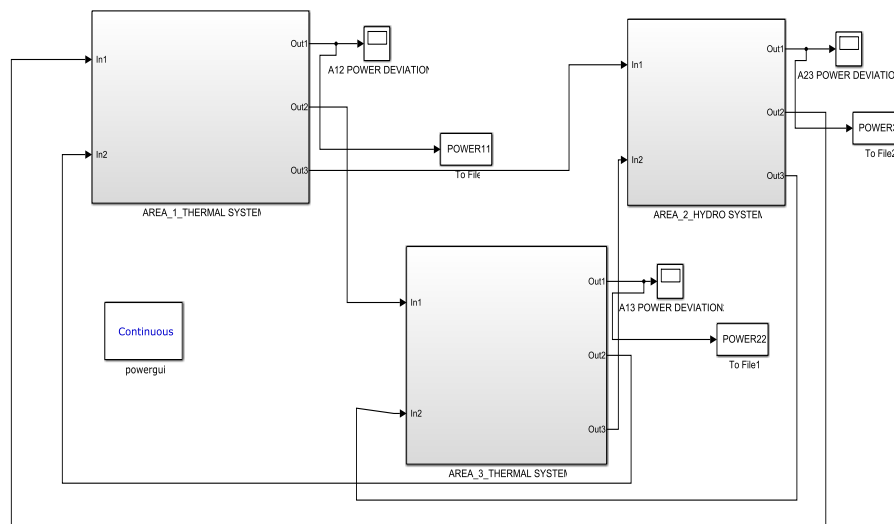 In1
In2
Out1
Out2
Out3
AREA_1_THERMAL SYSTEM
A12 POWER DEVIATION
POWER11
To File
In1
In2
Out1
Out2
Out3
AREA_2_HYDRO SYSTEM
A23 POWER DEVIATIO
POWER3
To File2
In1
In2
Out1
Out2
Out3
AREA_3_THERMAL SYSTEM
A13 POWER DEVIATION
POWER22
To File1
Continuous
powergui